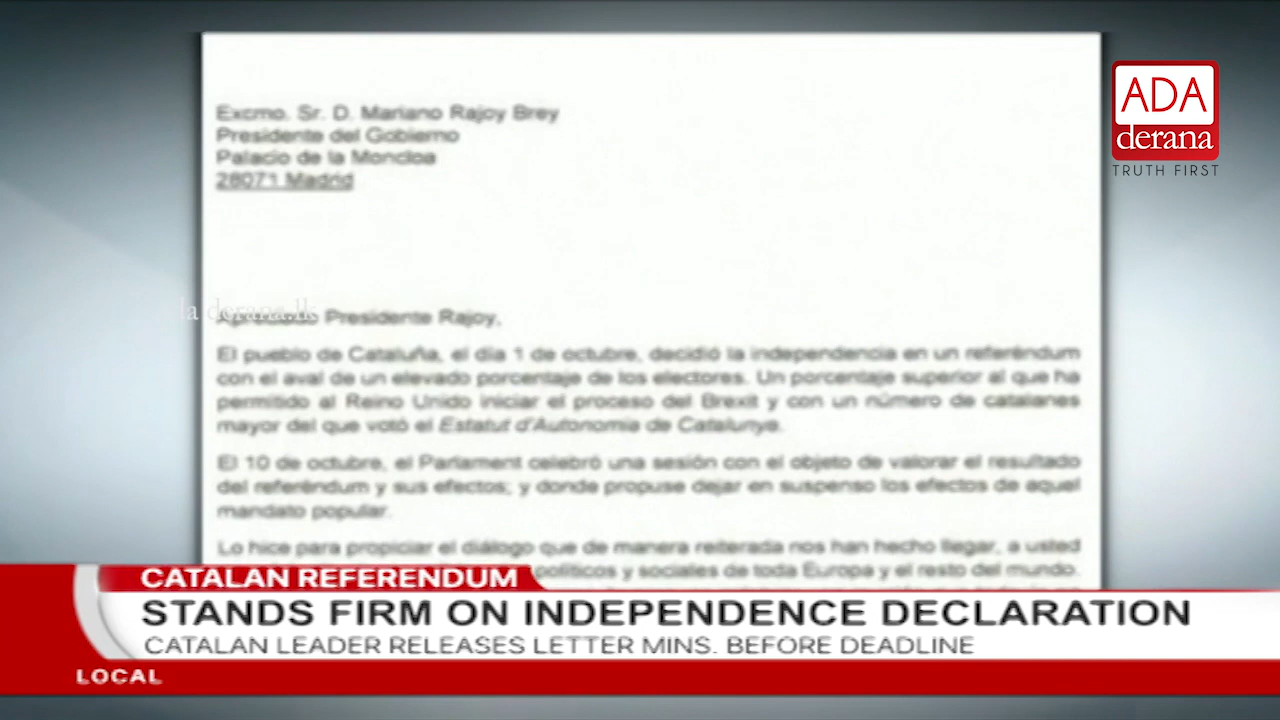 Excmo. Sr. D. Mariano Rajoy Brey
Presidente del Gobierno
Palacio de la Moncloa
28071 Madrid
ADA
derana
TRUTH FIRST
derana.lk
Presidente Rajoy,
El pueblo de Cataluña, el día 1 de octubre, decidió la independencia en un referéndum
con el aval de un elevado porcentaje de los electores. Un porcentaje superior al que ha
permitido al Reino Unido iniciar el proceso del Brexit y con un número de catalanes
mayor del que votó el Estatut d'Autonomia de Catalunya.
El 10 de octubre, el Parlament celebró una sesión con el objeto de valorar el resultado
del referéndum y sus efectos; y donde propuse dejar en suspenso los efectos de aquel
mandato popular.
Lo hice para propiciar el diálogo que de manera reiterada nos han hecho llegar, a usted
políticos y sociales de toda Europa y el resto del mundo.
CATALAN REFERENDUM
STANDS FIRM ON INDEPENDENCE DECLARATION
CATALAN LEADER RELEASES LETTER MINS. BEFORE DEADLINE
LOCAL